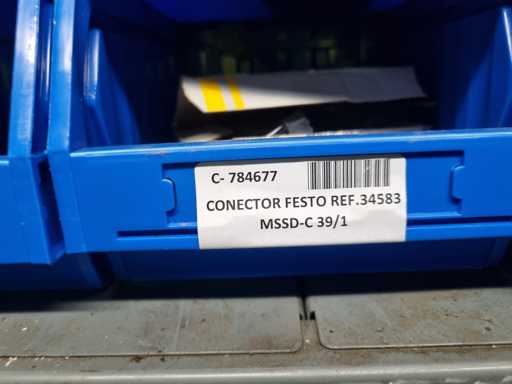 C- 784677
CONECTOR FESTO REF.34583
MSSD-C 39/1